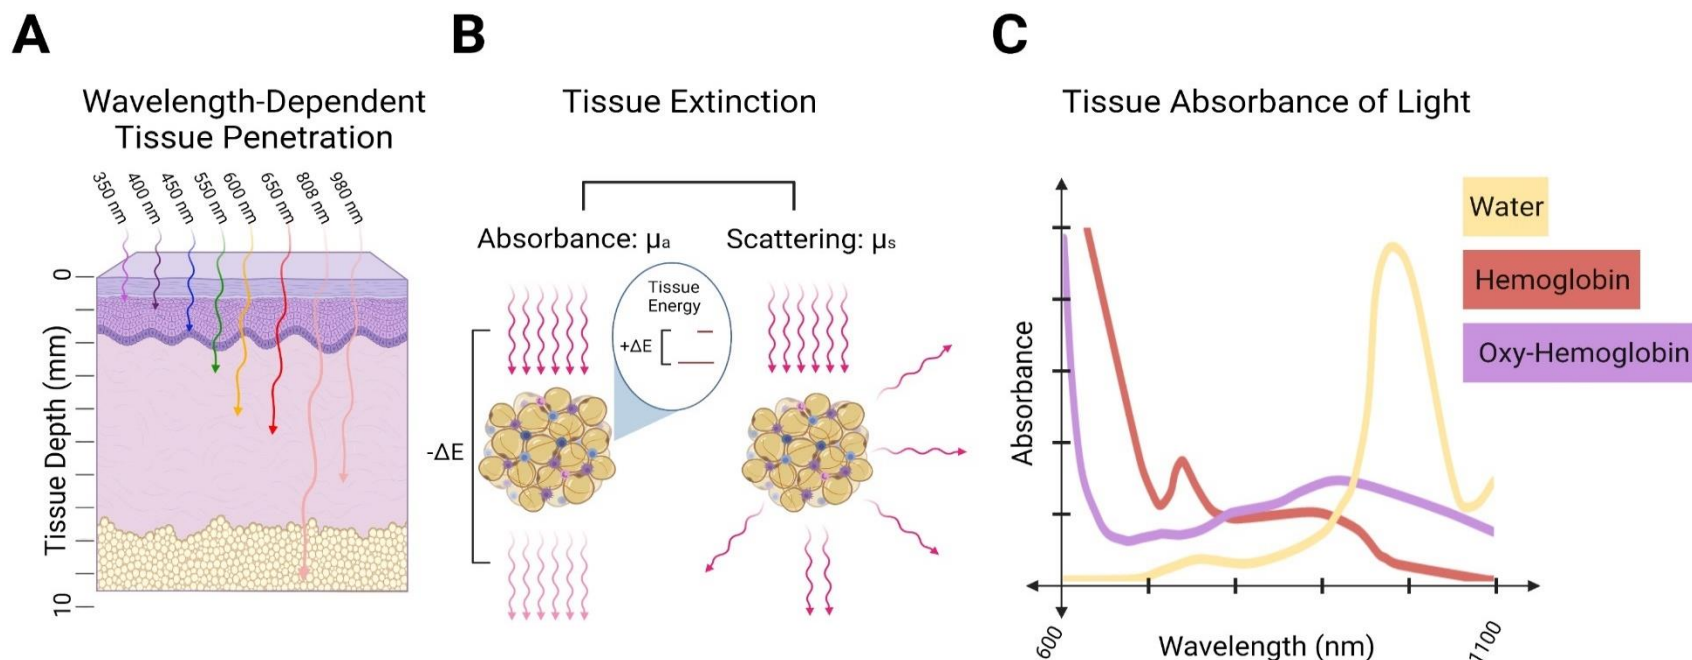 A
Wavelength-Dependent
Tissue Penetration
350 nm
400 nm
450 nm
550 nm
600 nm
650 nm
808 nm
980 nm
0
Tissue Depth (mm)
10
B
Tissue Extinction
Absorbance: μa
Scattering: μs
Tissue
Energy
+ΔE
-ΔE
C
Tissue Absorbance of Light
Water
Hemoglobin
Oxy-Hemoglobin
Absorbance
600
Wavelength (nm)
1100